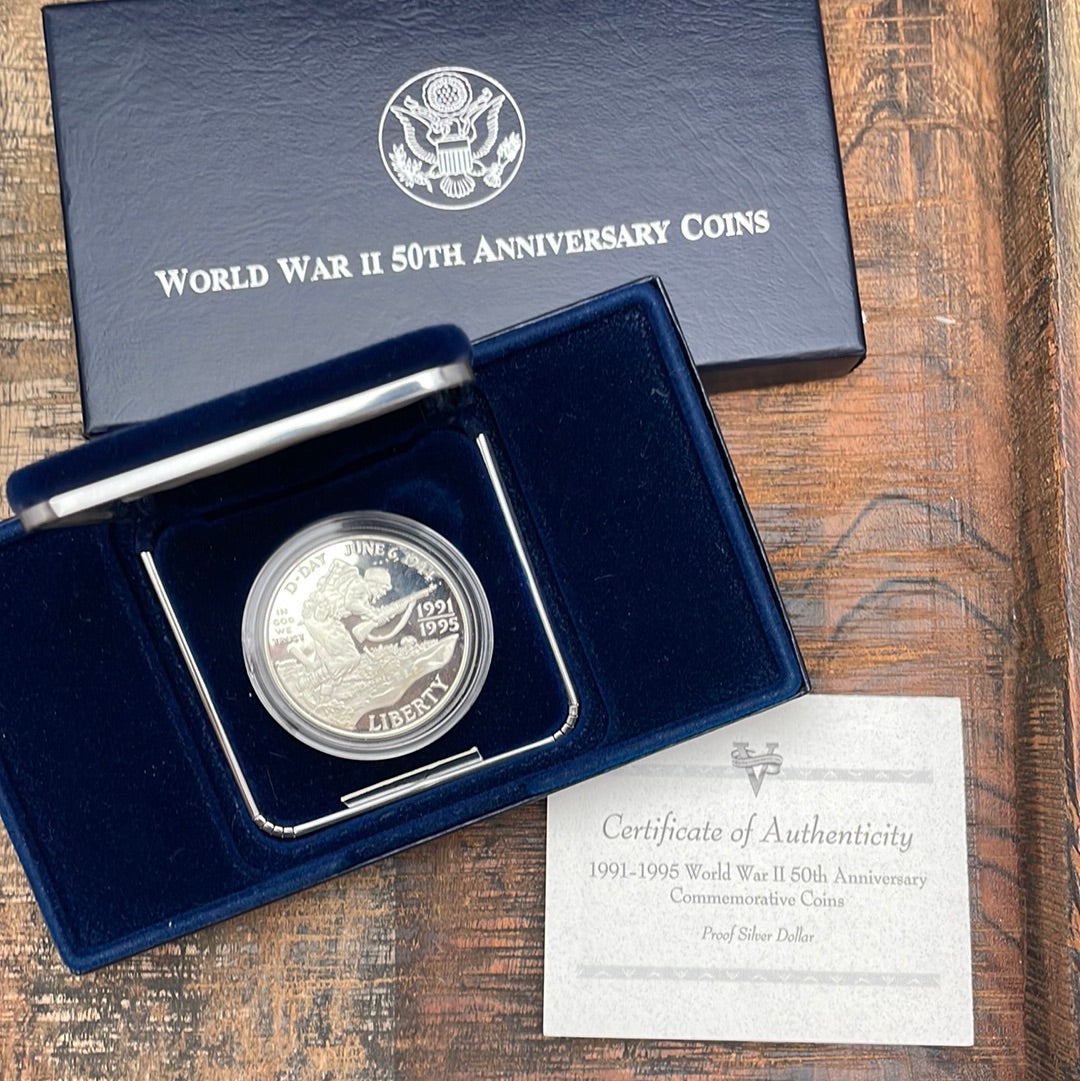 WORLD WAR II 50TH ANNIVERSARY COINS
D-DAY JUNE 6, 1944
IN
GOD
WE
TRUST
1991
1995
LIBERTY
V
Certificate of Authenticity
1991-1995 World War II 50th Anniversary
Commemorative Coins
Proof Silver Dollar